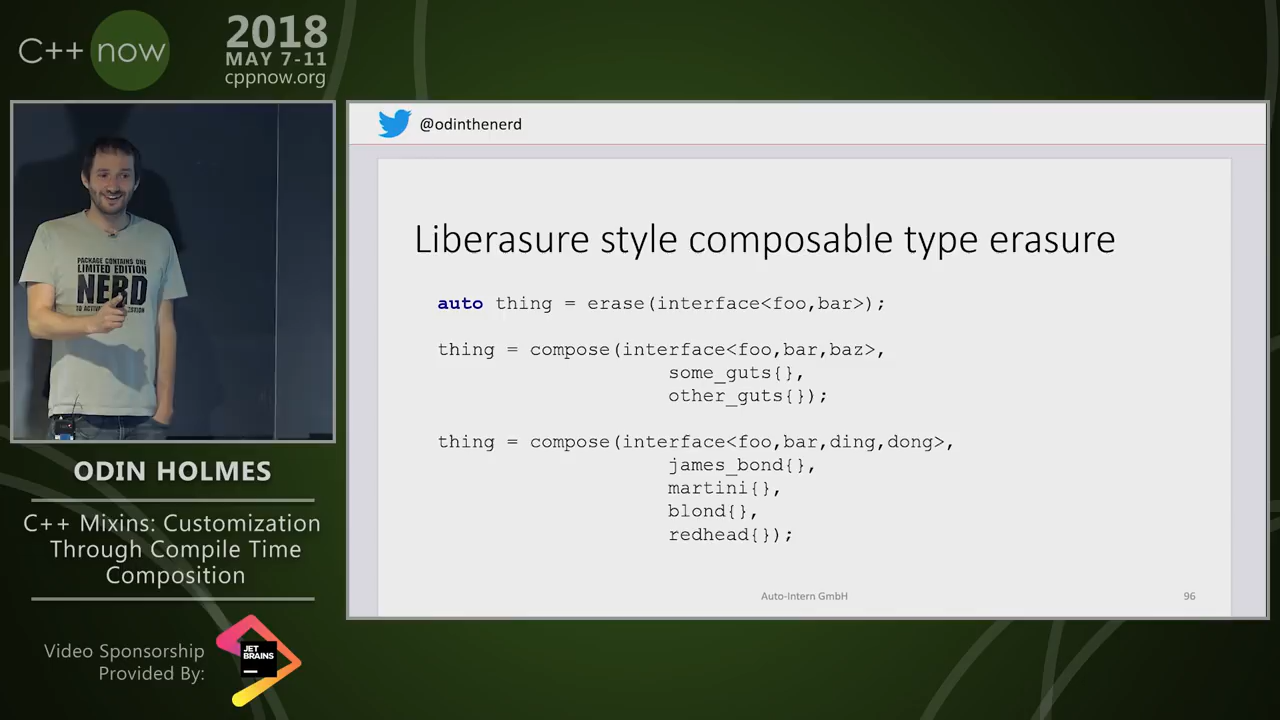 C++ now
2018
MAY 7-11
cppnow.org
@odinthenerd
PACKAGE CONTAINS ONE
LIMITED EDITION
NERD
Liberasure style composable type erasure
auto thing = erase(interface<foo,bar>);
thing = compose(interface<foo,bar,baz>,
some_guts{},
other_guts{});
thing = compose(interface<foo,bar,ding,dong>,
james_bond{},
martini{},
blond{},
redhead{});
Auto-Intern GmbH
96
ODIN HOLMES
C++ Mixins: Customization
Through Compile Time
Composition
Video Sponsorship
Provided By:
JET
BRAINS